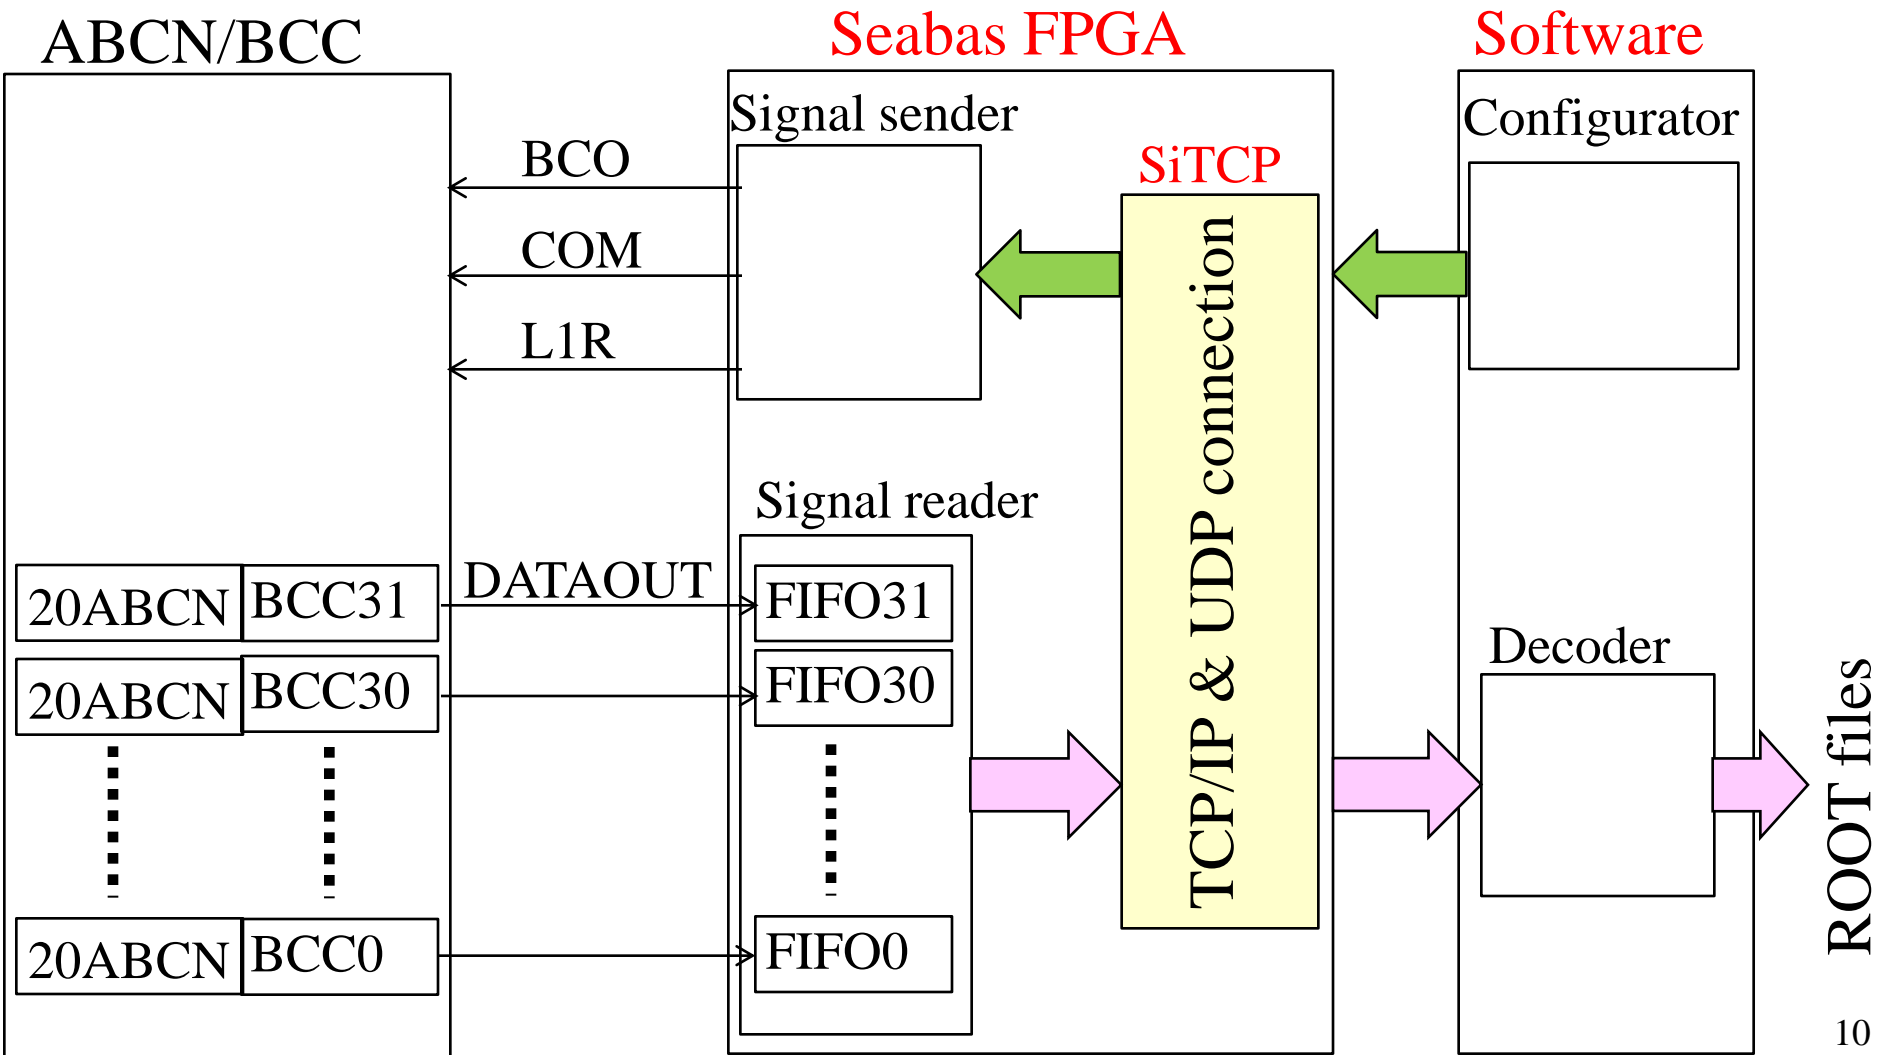 ABCN/BCC
Seabas FPGA
Software
Signal sender
Configurator
BCO
SiTCP
COM
L1R
TCP/IP & UDP connection
Signal reader
DATAOUT
20ABCN BCC31
FIFO31
20ABCN BCC30
FIFO30
Decoder
20ABCN BCC0
FIFO0
ROOT files
10